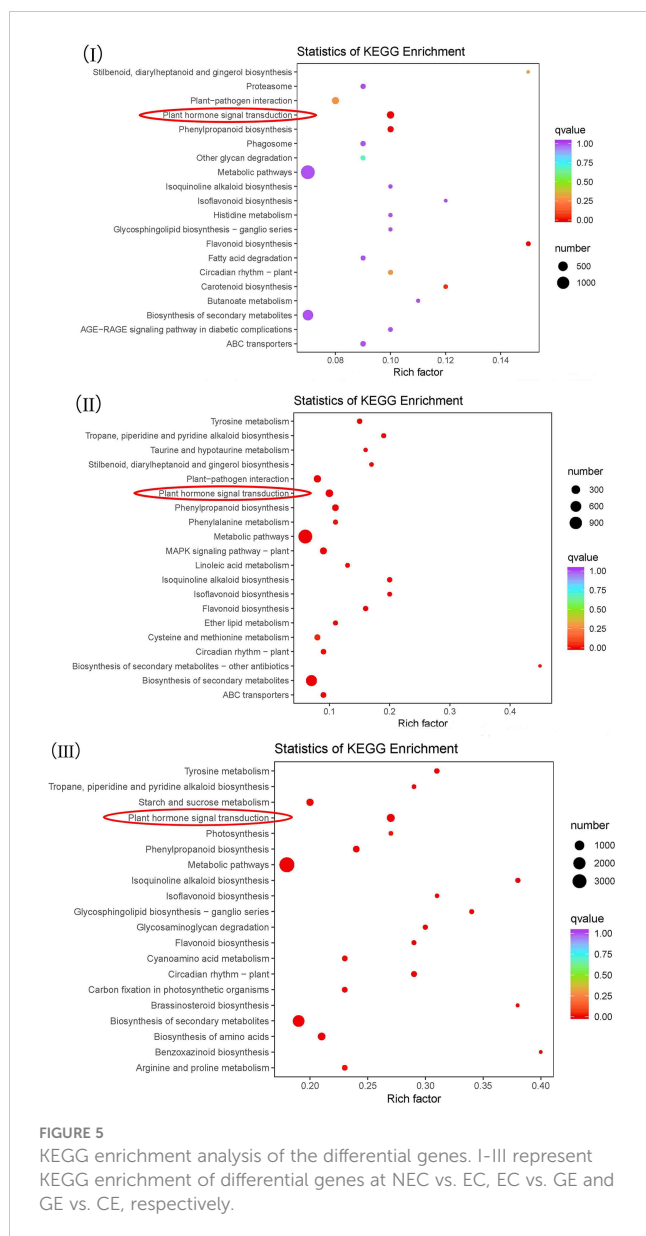 (I)
Statistics of KEGG Enrichment
Stilbenoid, diarylheptanoid and gingerol biosynthesis
Proteasome
Plant−pathogen interaction
Plant hormone signal transduction
Phenylpropanoid biosynthesis
Phagosome
Other glycan degradation
Metabolic pathways
Isoquinoline alkaloid biosynthesis
Isoflavonoid biosynthesis
Histidine metabolism
Glycosphingolipid biosynthesis − ganglio series
Flavonoid biosynthesis
Fatty acid degradation
Circadian rhythm − plant
Carotenoid biosynthesis
Butanoate metabolism
Biosynthesis of secondary metabolites
AGE−RAGE signaling pathway in diabetic complications
ABC transporters
0.08 0.10 0.12 0.14
Rich factor
qvalue
1.00
0.75
0.50
0.25
0.00
number
500
1000
(II)
Statistics of KEGG Enrichment
Tyrosine metabolism
Tropane, piperidine and pyridine alkaloid biosynthesis
Taurine and hypotaurine metabolism
Stilbenoid, diarylheptanoid and gingerol biosynthesis
Plant−pathogen interaction
Plant hormone signal transduction
Phenylpropanoid biosynthesis
Phenylalanine metabolism
Metabolic pathways
MAPK signaling pathway − plant
Linoleic acid metabolism
Isoquinoline alkaloid biosynthesis
Isoflavonoid biosynthesis
Flavonoid biosynthesis
Ether lipid metabolism
Cysteine and methionine metabolism
Circadian rhythm − plant
Biosynthesis of secondary metabolites − other antibiotics
Biosynthesis of secondary metabolites
ABC transporters
0.1 0.2 0.3 0.4
Rich factor
number
300
600
900
qvalue
1.00
0.75
0.50
0.25
0.00
(III)
Statistics of KEGG Enrichment
Tyrosine metabolism
Tropane, piperidine and pyridine alkaloid biosynthesis
Starch and sucrose metabolism
Plant hormone signal transduction
Photosynthesis
Phenylpropanoid biosynthesis
Metabolic pathways
Isoquinoline alkaloid biosynthesis
Isoflavonoid biosynthesis
Glycosphingolipid biosynthesis − ganglio series
Glycosaminoglycan degradation
Flavonoid biosynthesis
Cyanoamino acid metabolism
Circadian rhythm − plant
Carbon fixation in photosynthetic organisms
Brassinosteroid biosynthesis
Biosynthesis of secondary metabolites
Biosynthesis of amino acids
Benzoxazinoid biosynthesis
Arginine and proline metabolism
0.20 0.25 0.30 0.35 0.40
Rich factor
number
1000
2000
3000
qvalue
1.00
0.75
0.50
0.25
0.00
FIGURE 5
KEGG enrichment analysis of the differential genes. I-III represent
KEGG enrichment of differential genes at NEC vs. EC, EC vs. GE and
GE vs. CE, respectively.